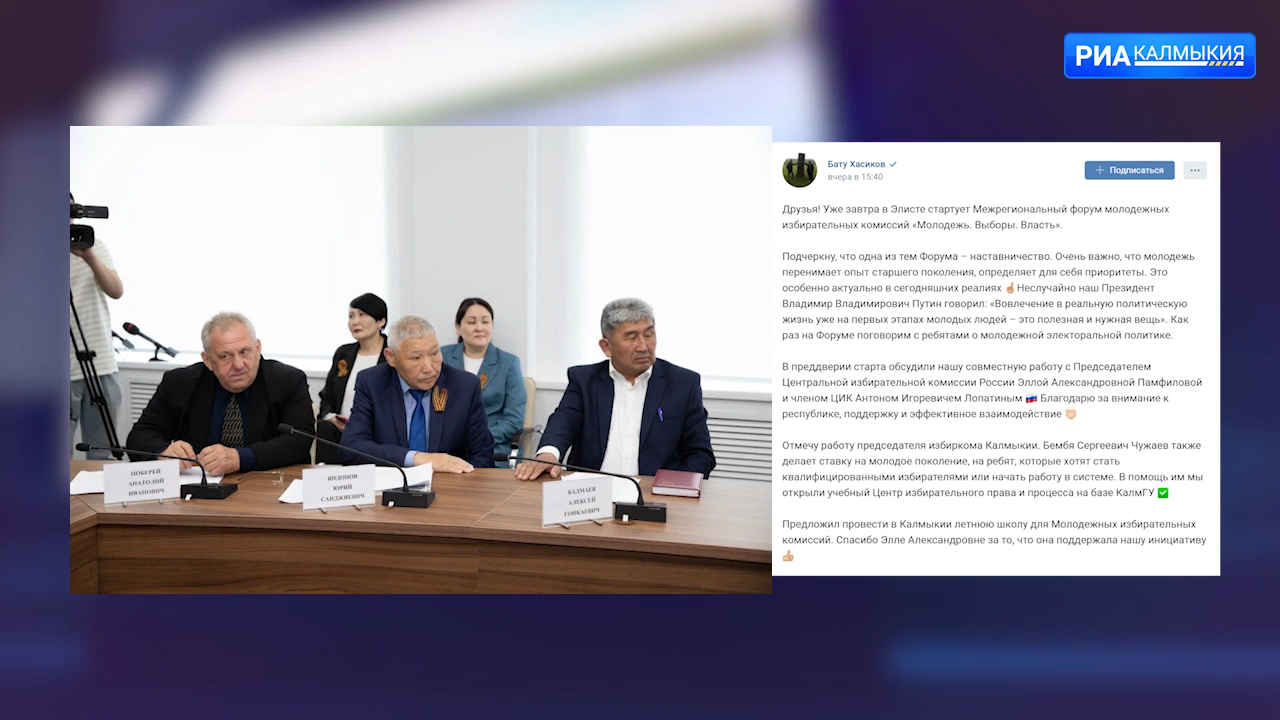 РИА КАЛМЫКИЯ
Бату Хасиков
вчера в 15:40
Подписаться
Друзья! Уже завтра в Элисте стартует Межрегиональный форум молодежных
избирательных комиссий «Молодежь. Выборы. Власть».
Подчеркну, что одна из тем Форума – наставничество. Очень важно, что молодежь
перенимает опыт старшего поколения, определяет для себя приоритеты. Это
особенно актуально в сегодняшних реалиях ☝🏼Неслучайно наш Президент
Владимир Владимирович Путин говорил: «Вовлечение в реальную политическую
жизнь уже на первых этапах молодых людей – это полезная и нужная вещь». Как
раз на Форуме поговорим с ребятами о молодежной электоральной политике.
В преддверии старта обсудили нашу совместную работу с Председателем
Центральной избирательной комиссии России Эллой Александровной Памфиловой
и членом ЦИК Антоном Игоревичем Лопатиным 🇷🇺 Благодарю за внимание к
республике, поддержку и эффективное взаимодействие 👏🏻
Отмечу работу председателя избиркома Калмыкии. Бембя Сергеевич Чужаев также
делает ставку на молодое поколение, на ребят, которые хотят стать
квалифицированными избирателями или начать работу в системе. В помощь им мы
открыли учебный Центр избирательного права и процесса на базе КалмГУ ✅
Предложил провести в Калмыкии летнюю школу для Молодежных избирательных
комиссий. Спасибо Элле Александровне за то, что она поддержала нашу инициативу
👍🏼
ПОБЕРЕЙ
АНАТОЛИЙ
ИВАНОВИЧ
ЯНДОНОВ
ЮРИЙ
САНДЖИЕВИЧ
БАДМАЕВ
АЛЕКСЕЙ
ГОНКАЕВИЧ